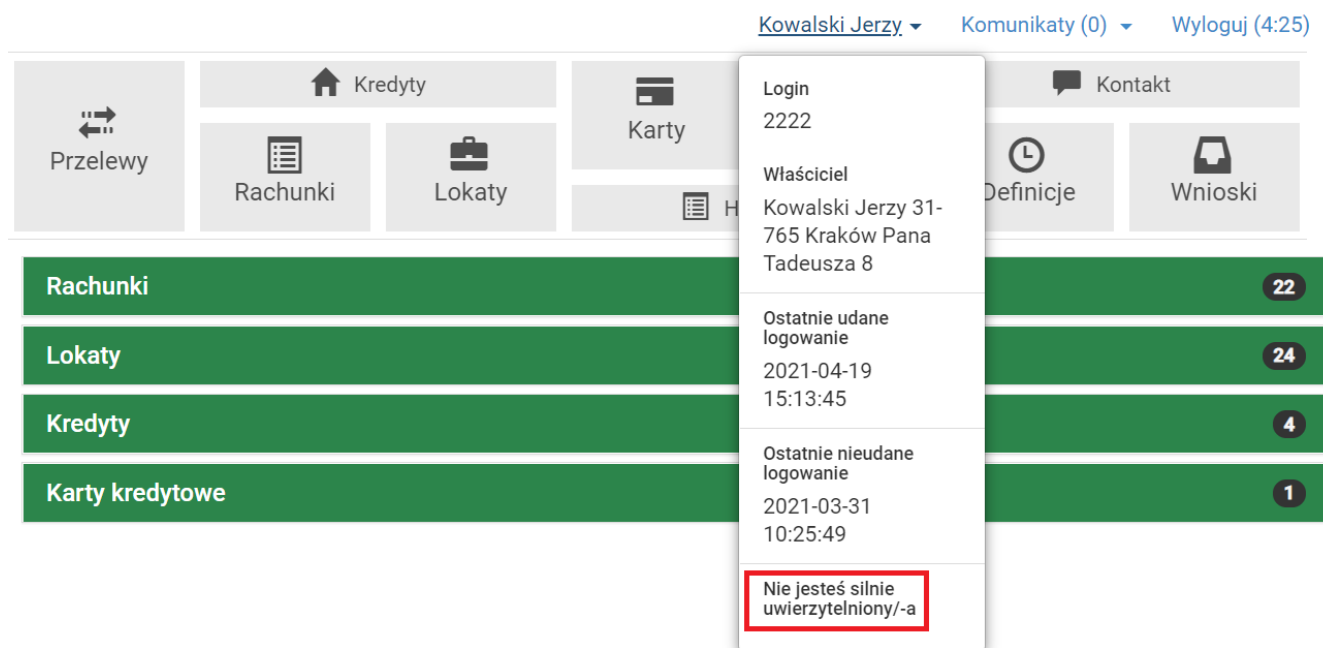 Kowalski Jerzy Komunikaty (0) Wyloguj (4:25)
Przelewy
Kredyty
Rachunki
Lokaty
Karty
H
Kontakt
Definicje
Wnioski
Login
2222
Właściciel
Kowalski Jerzy 31-
765 Kraków Pana
Tadeusza 8
Ostatnie udane
logowanie
2021-04-19
15:13:45
Ostatnie nieudane
logowanie
2021-03-31
10:25:49
Nie jesteś silnie
uwierzytelniony/-a
Rachunki 22
Lokaty 24
Kredyty 4
Karty kredytowe 1